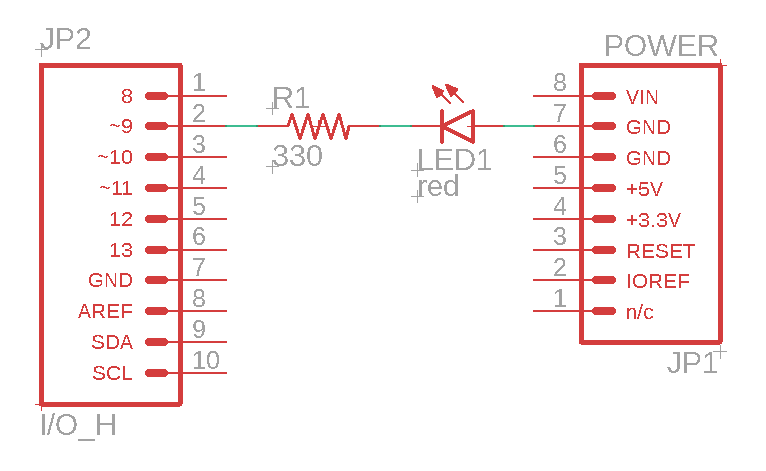 JP2
8 1
~9 2
~10 3
~11 4
12 5
13 6
GND 7
AREF 8
SDA 9
SCL 10
I/O_H
R1
330
LED1
red
POWER
8 VIN
7 GND
6 GND
5 +5V
4 +3.3V
3 RESET
2 IOREF
1 n/c
JP1